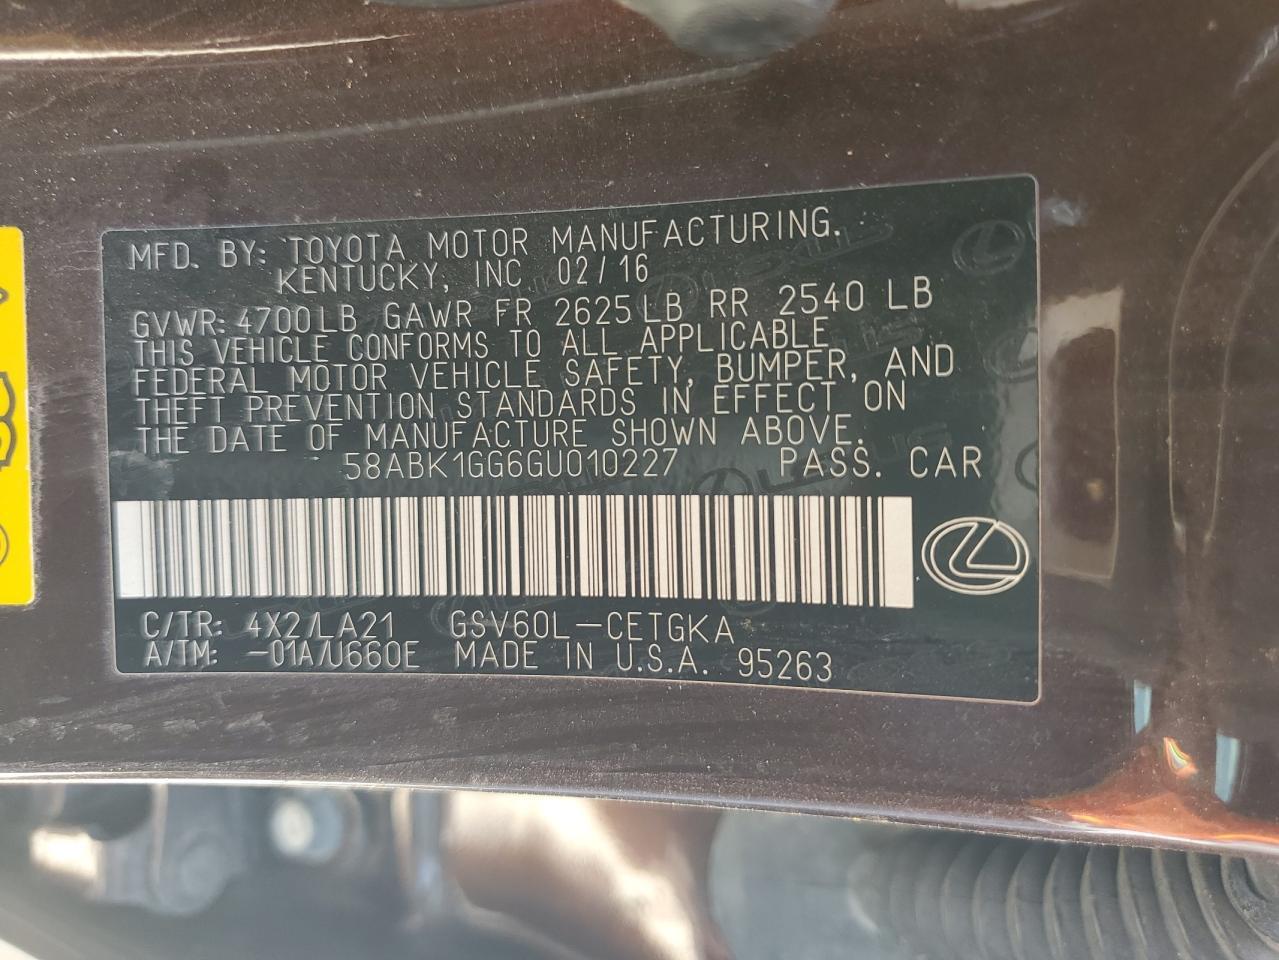 MFD. BY: TOYOTA MOTOR MANUFACTURING.
KENTUCKY, INC 02/16
GVWR: 4700LB GAWR FR 2625LB RR 2540 LB
THIS VEHICLE CONFORMS TO ALL APPLICABLE
FEDERAL MOTOR VEHICLE SAFETY, BUMPER, AND
THEFT PREVENTION STANDARDS IN EFFECT ON
THE DATE OF MANUFACTURE SHOWN ABOVE.
58ABK1GG6GU010227 PASS. CAR
C/TR: 4X2/LA21 GSV60L-CETGKA
A/TM: -01A/U660E MADE IN U.S.A. 95263